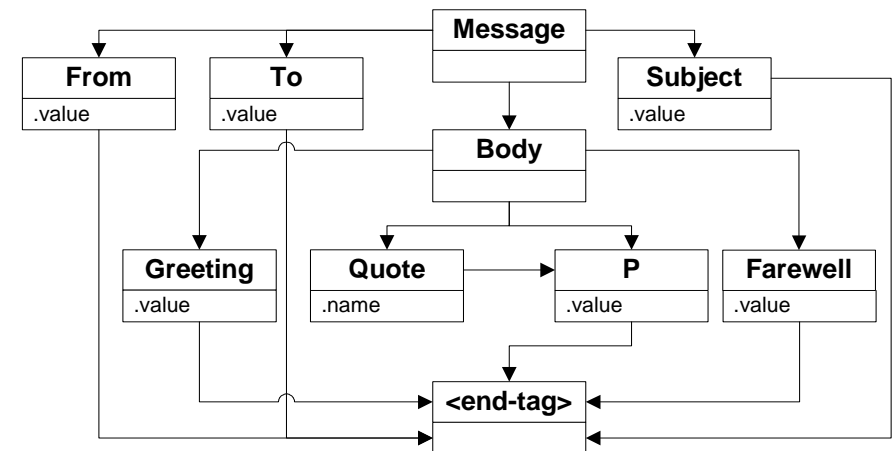 Message
From
To
Subject
.value
.value
.value
Body
Greeting
Quote
P
Farewell
.value
.name
.value
.value
<end-tag>